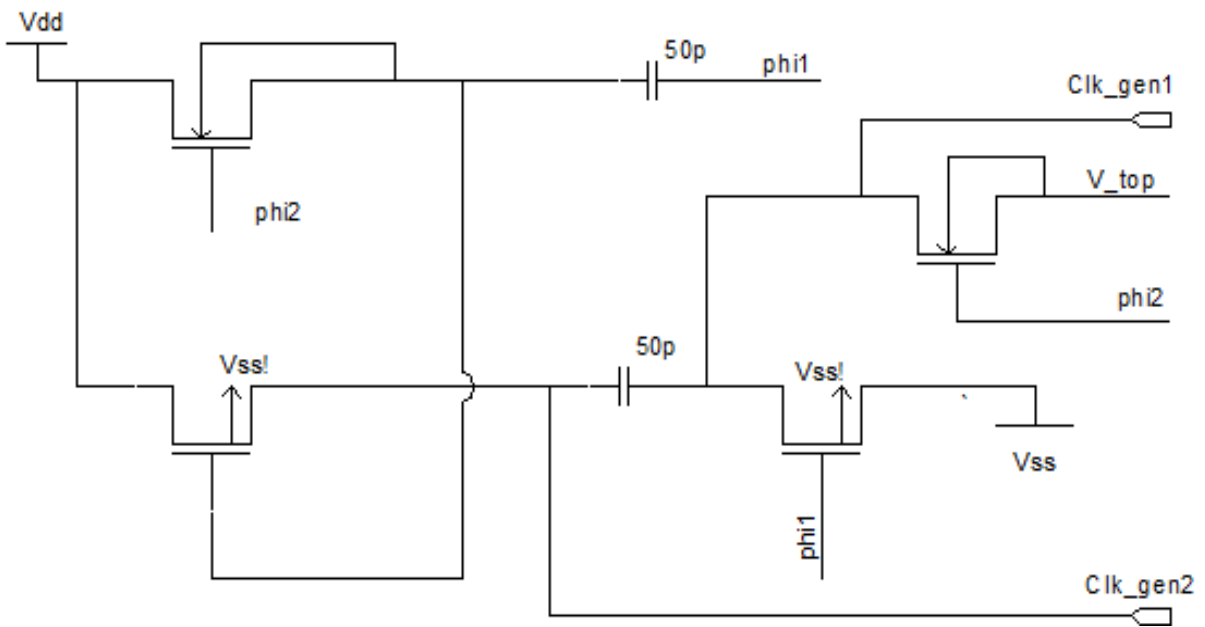 Vdd
50p
phi1
Clk_gen1
V_top
phi2
phi2
50p
Vss!
Vss!
Vss
phi1
Clk_gen2